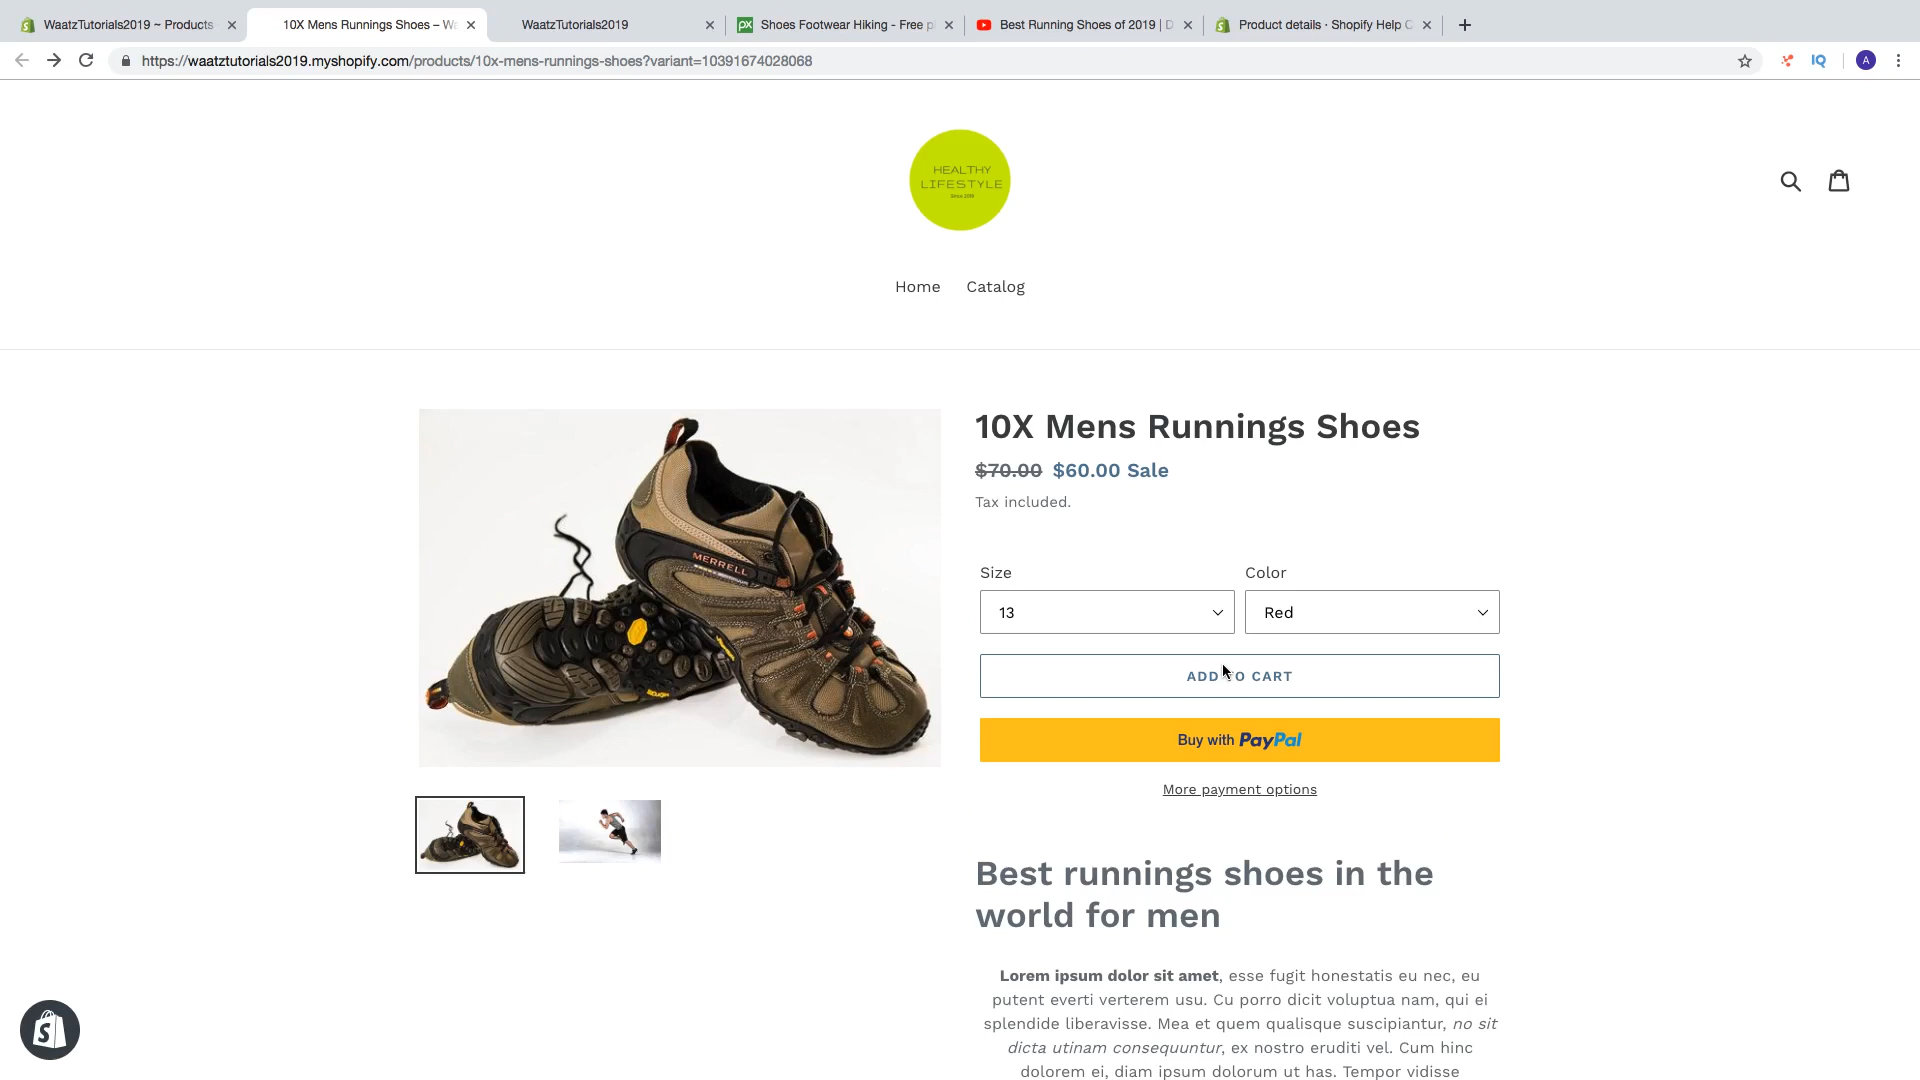 WaatzTutorials2019 ~ Products
10X Mens Runnings Shoes – Wa
WaatzTutorials2019
Shoes Footwear Hiking - Free p
Best Running Shoes of 2019 | D
Product details · Shopify Help C
https://waatztutorials2019.myshopify.com/products/10x-mens-runnings-shoes?variant=10391674028068
IQ
A
HEALTHY
LIFESTYLE
Since 2019
Home Catalog
10X Mens Runnings Shoes
$70.00 $60.00 Sale
Tax included.
Size Color
13 Red
ADD TO CART
Buy with PayPal
More payment options
MERRELL
Best runnings shoes in the
world for men
Lorem ipsum dolor sit amet, esse fugit honestatis eu nec, eu
putent everti verterem usu. Cu porro dicit voluptua nam, qui ei
splendide liberavisse. Mea et quem qualisque suscipiantur, no sit
dicta utinam consequuntur, ex nostro eruditi vel. Cum hinc
dolorem ei, diam ipsum dolorum ut has. Tempor vidisse